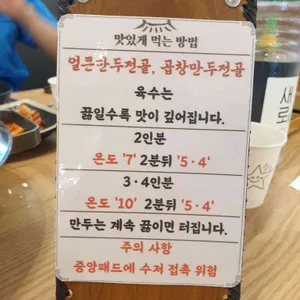 맛있게 먹는 방법
얼큰만두전골, 곱창만두전골
육수는
끓일수록 맛이 깊어집니다.
2인분
온도 '7' 2분뒤 '5·4'
3·4인분
온도 '10' 2분뒤 '5·4'
만두는 계속 끓이면 터집니다.
주의 사항
중앙패드에 수저 접촉 위험
새로